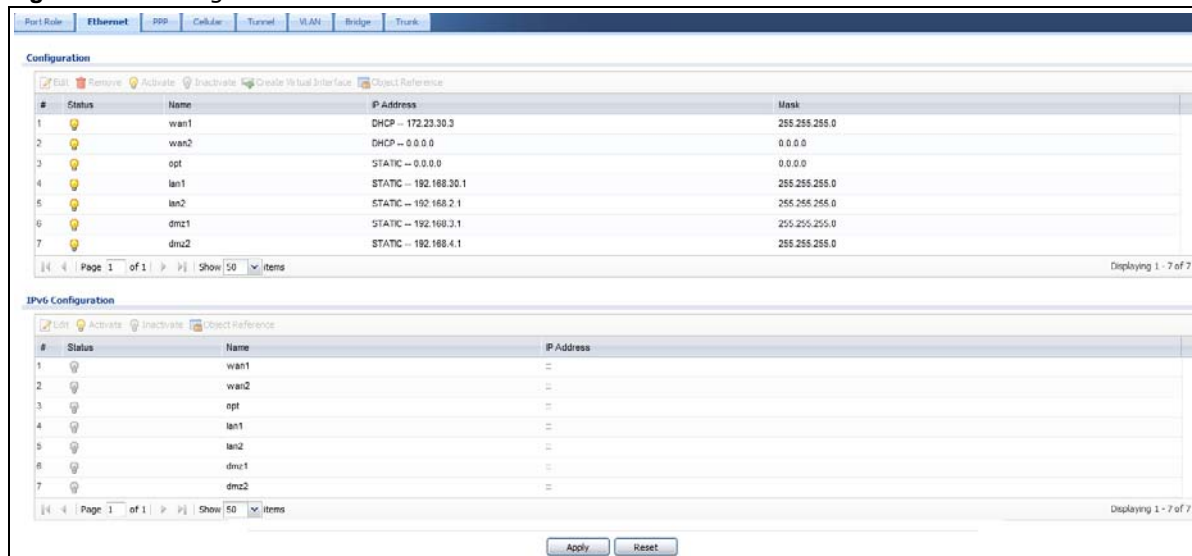 Port Role Ethernet PPP Cellular Tunnel VLAN Bridge Trunk
Configuration
Edit Remove Activate Inactivate Create Virtual Interface Object Reference
# Status Name IP Address Mask
1 wan1 DHCP -- 172.23.30.3 255.255.255.0
2 wan2 DHCP -- 0.0.0.0 0.0.0.0
3 opt STATIC -- 0.0.0.0 0.0.0.0
4 lan1 STATIC -- 192.168.30.1 255.255.255.0
5 lan2 STATIC -- 192.168.2.1 255.255.255.0
6 dmz1 STATIC -- 192.168.3.1 255.255.255.0
7 dmz2 STATIC -- 192.168.4.1 255.255.255.0
Page 1 of 1 Show 50 items Displaying 1 - 7 of 7
IPv6 Configuration
Edit Activate Inactivate Object Reference
# Status Name IP Address
1 wan1 ::
2 wan2 ::
3 opt ::
4 lan1 ::
5 lan2 ::
6 dmz1 ::
7 dmz2 ::
Page 1 of 1 Show 50 items Displaying 1 - 7 of 7
Apply Reset